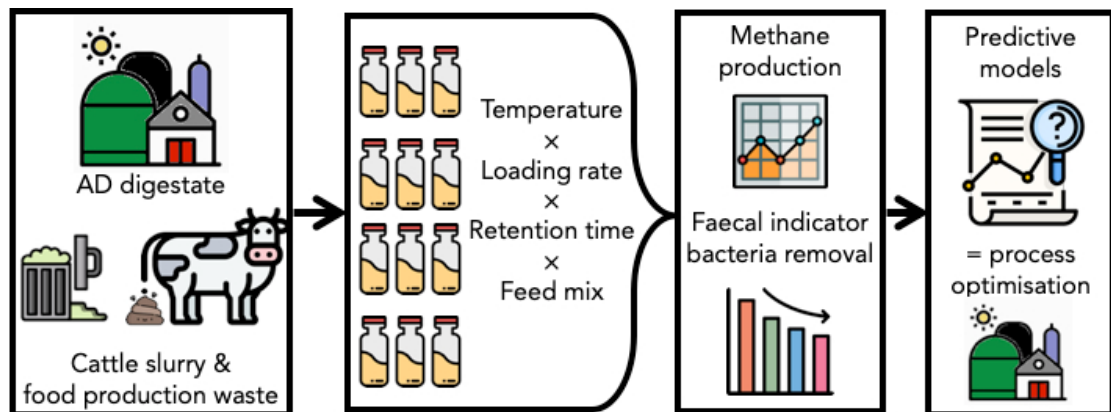 AD digestate
Cattle slurry &
food production waste
Temperature
×
Loading rate
×
Retention time
×
Feed mix
Methane
production
Faecal indicator
bacteria removal
Predictive
models
?
= process
optimisation